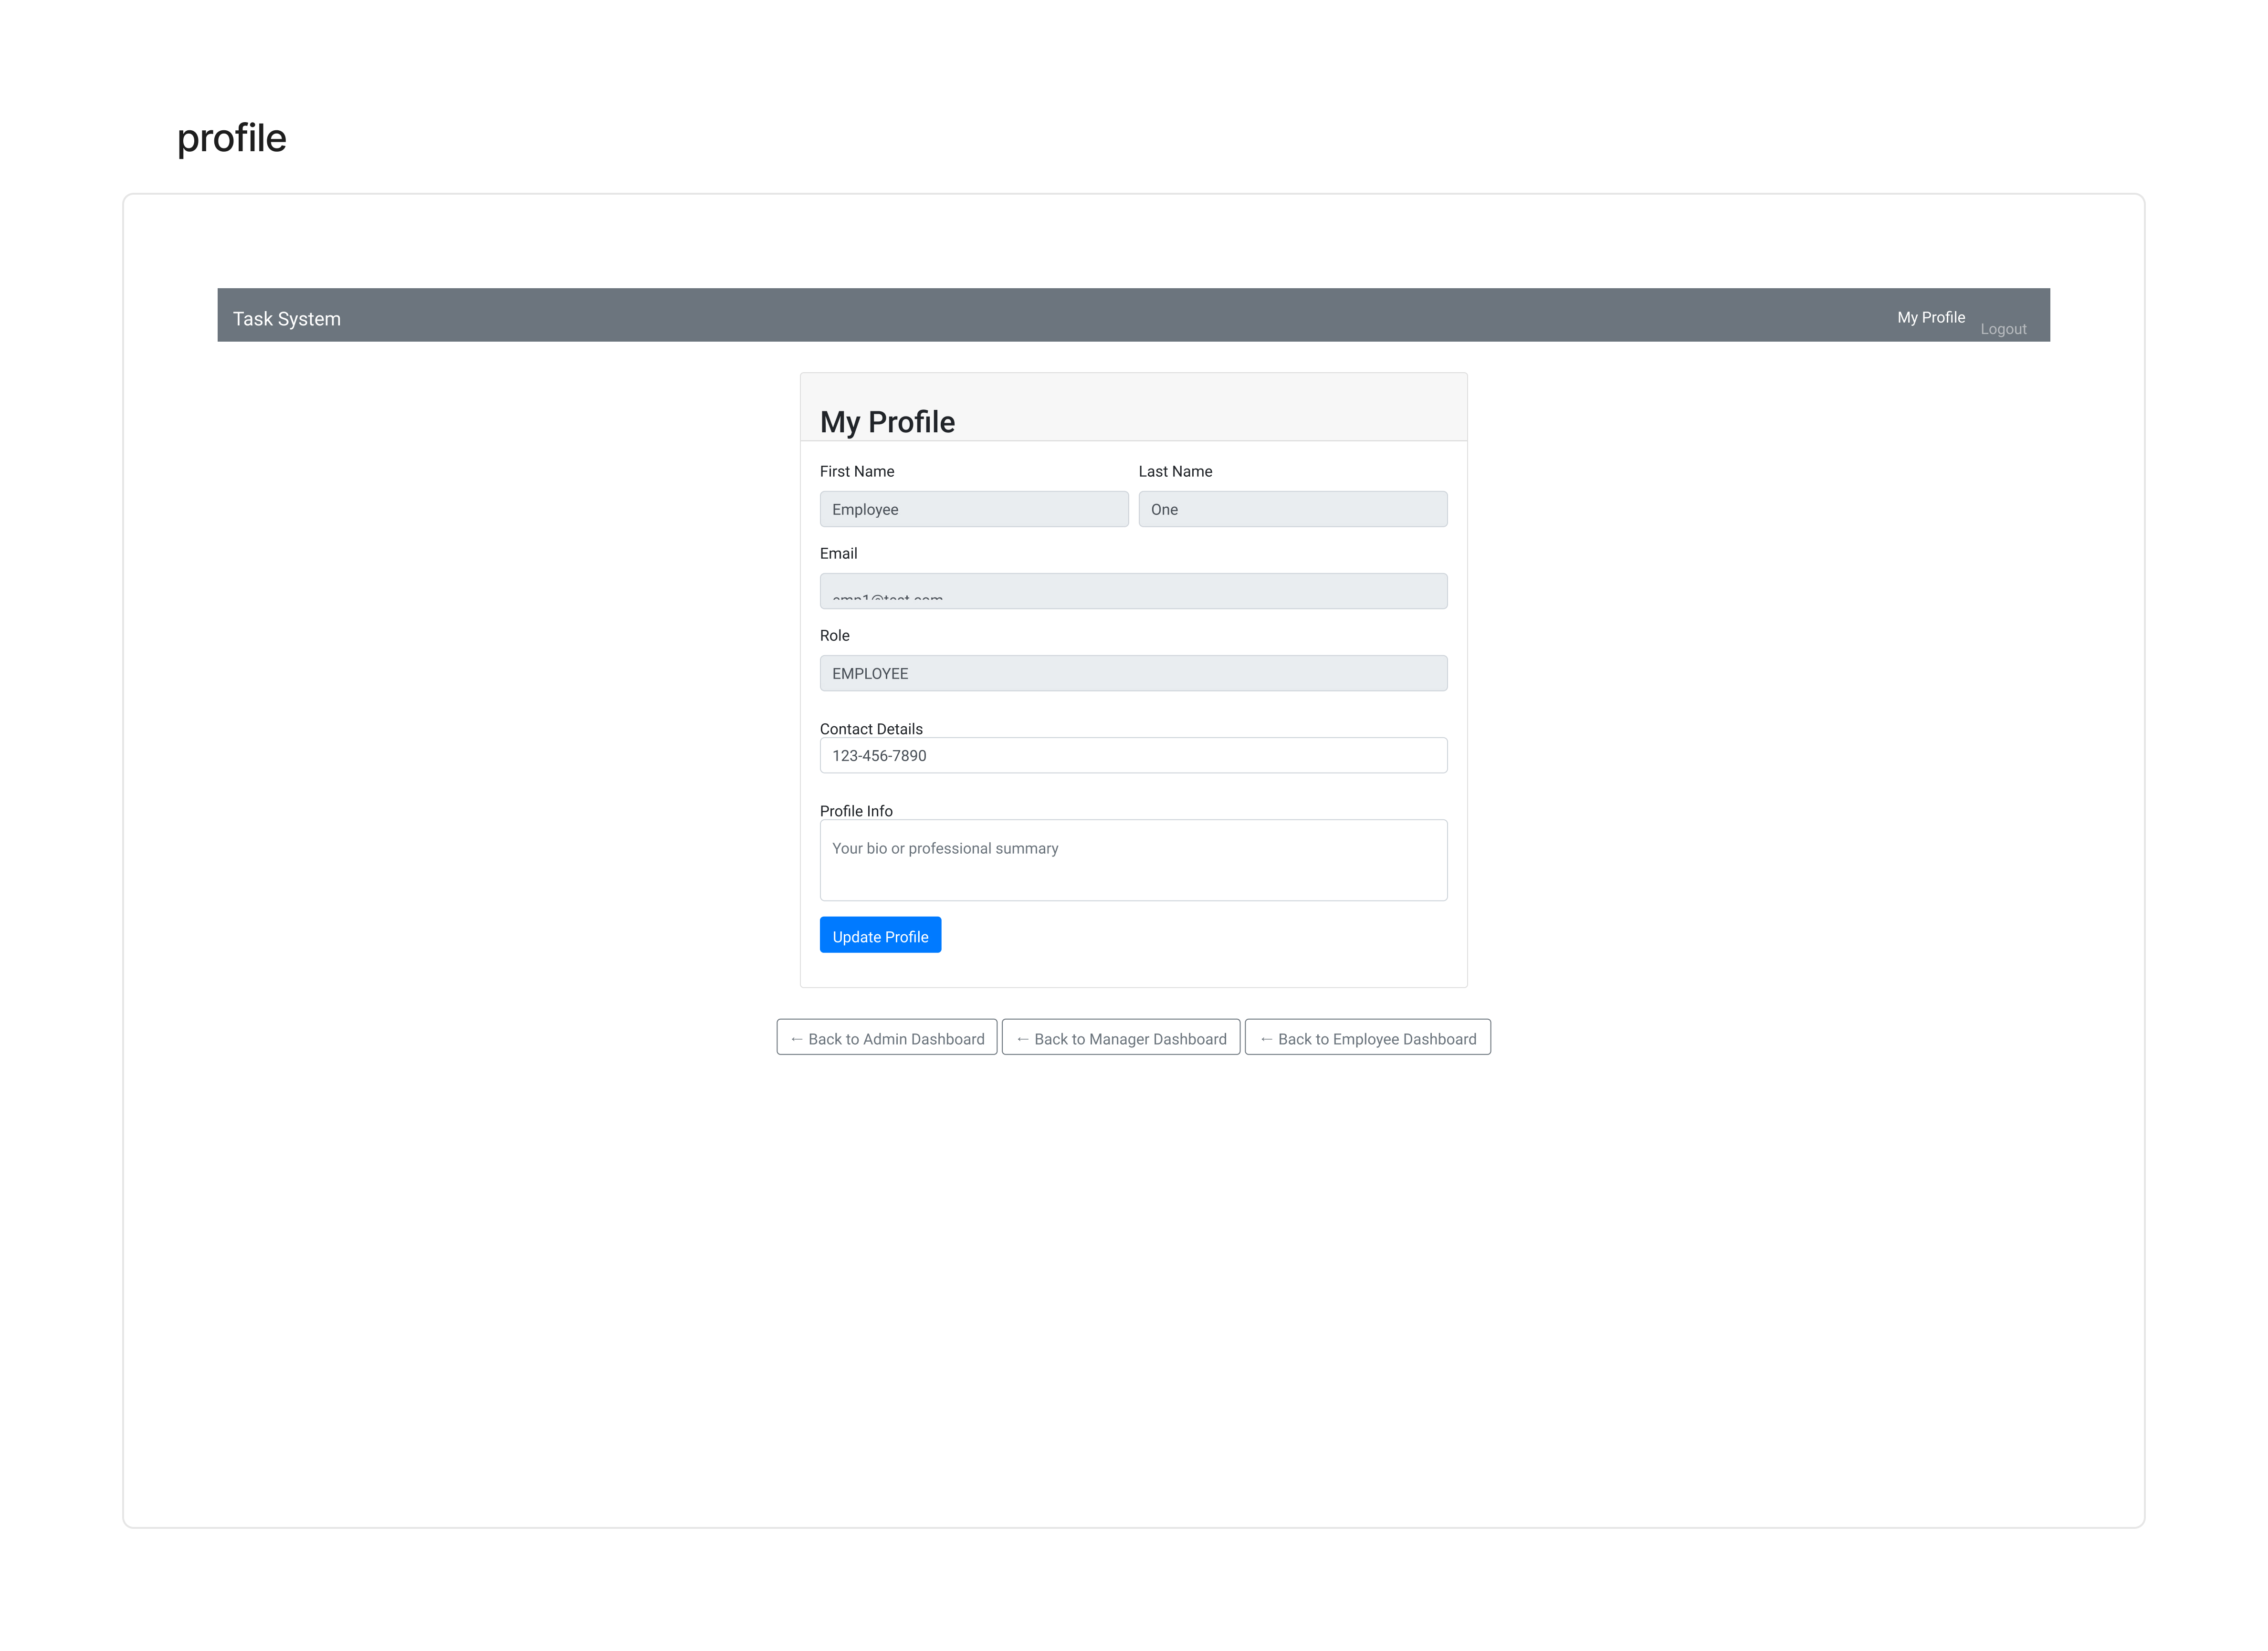 profile
Task System
My Profile
Logout
My Profile
First Name
Last Name
Employee
One
Email
emp1@test.com
Role
EMPLOYEE
Contact Details
123-456-7890
Profile Info
Your bio or professional summary
Update Profile
← Back to Admin Dashboard
← Back to Manager Dashboard
← Back to Employee Dashboard